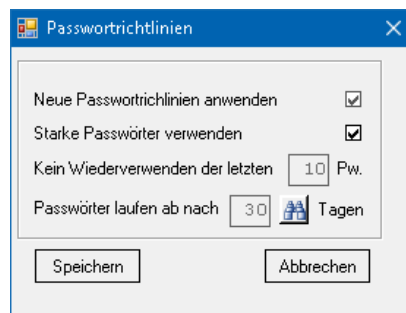 Passwortrichtlinien
Neue Passwortrichlinien anwenden
Starke Passwörter verwenden
Kein Wiederverwenden der letzten 10 Pw.
Passwörter laufen ab nach 30 Tagen
Speichern Abbrechen